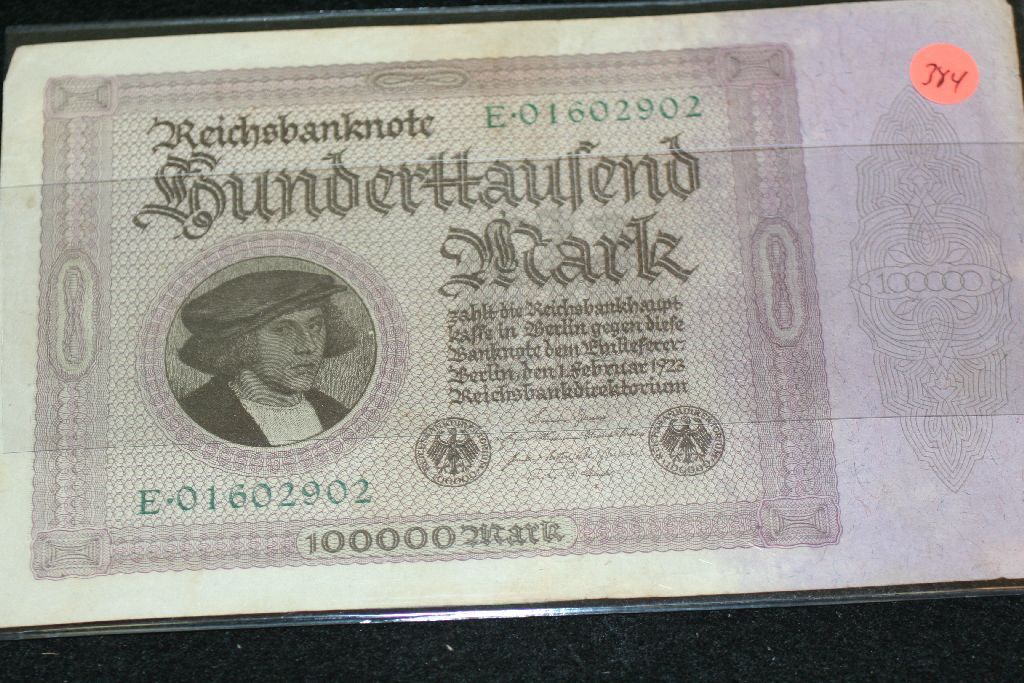 384
Reichsbanknote
E·01602902
Hunderttausend
Mark
zahlt die Reichsbankhaupt-
kasse in Berlin gegen diese
Banknote dem Einlieferer
Berlin, den 1. Februar 1923
Reichsbankdirektorium
100000
E·01602902
100000 Mark